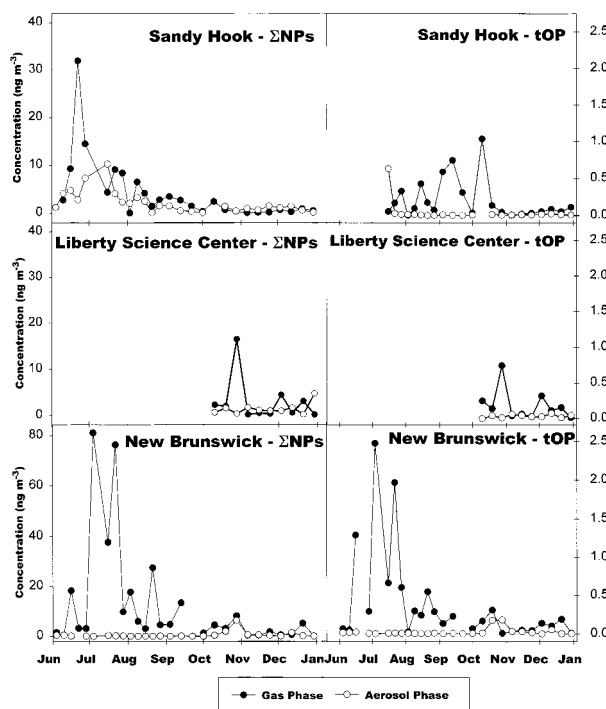 Sandy Hook - ΣNPs
Sandy Hook - tOP
Concentration (ng m-3)
40
30
20
10
0
2.5
2.0
1.5
1.0
0.5
0.0
Liberty Science Center - ΣNPs
Liberty Science Center - tOP
Concentration (ng m-3)
40
30
20
10
0
2.5
2.0
1.5
1.0
0.5
0.0
New Brunswick - ΣNPs
New Brunswick - tOP
Concentration (ng m-3)
80
60
40
20
0
2.5
2.0
1.5
1.0
0.5
0.0
Jun Jul Aug Sep Oct Nov Dec Jan
Jun Jul Aug Sep Oct Nov Dec Jan
Gas Phase Aerosol Phase